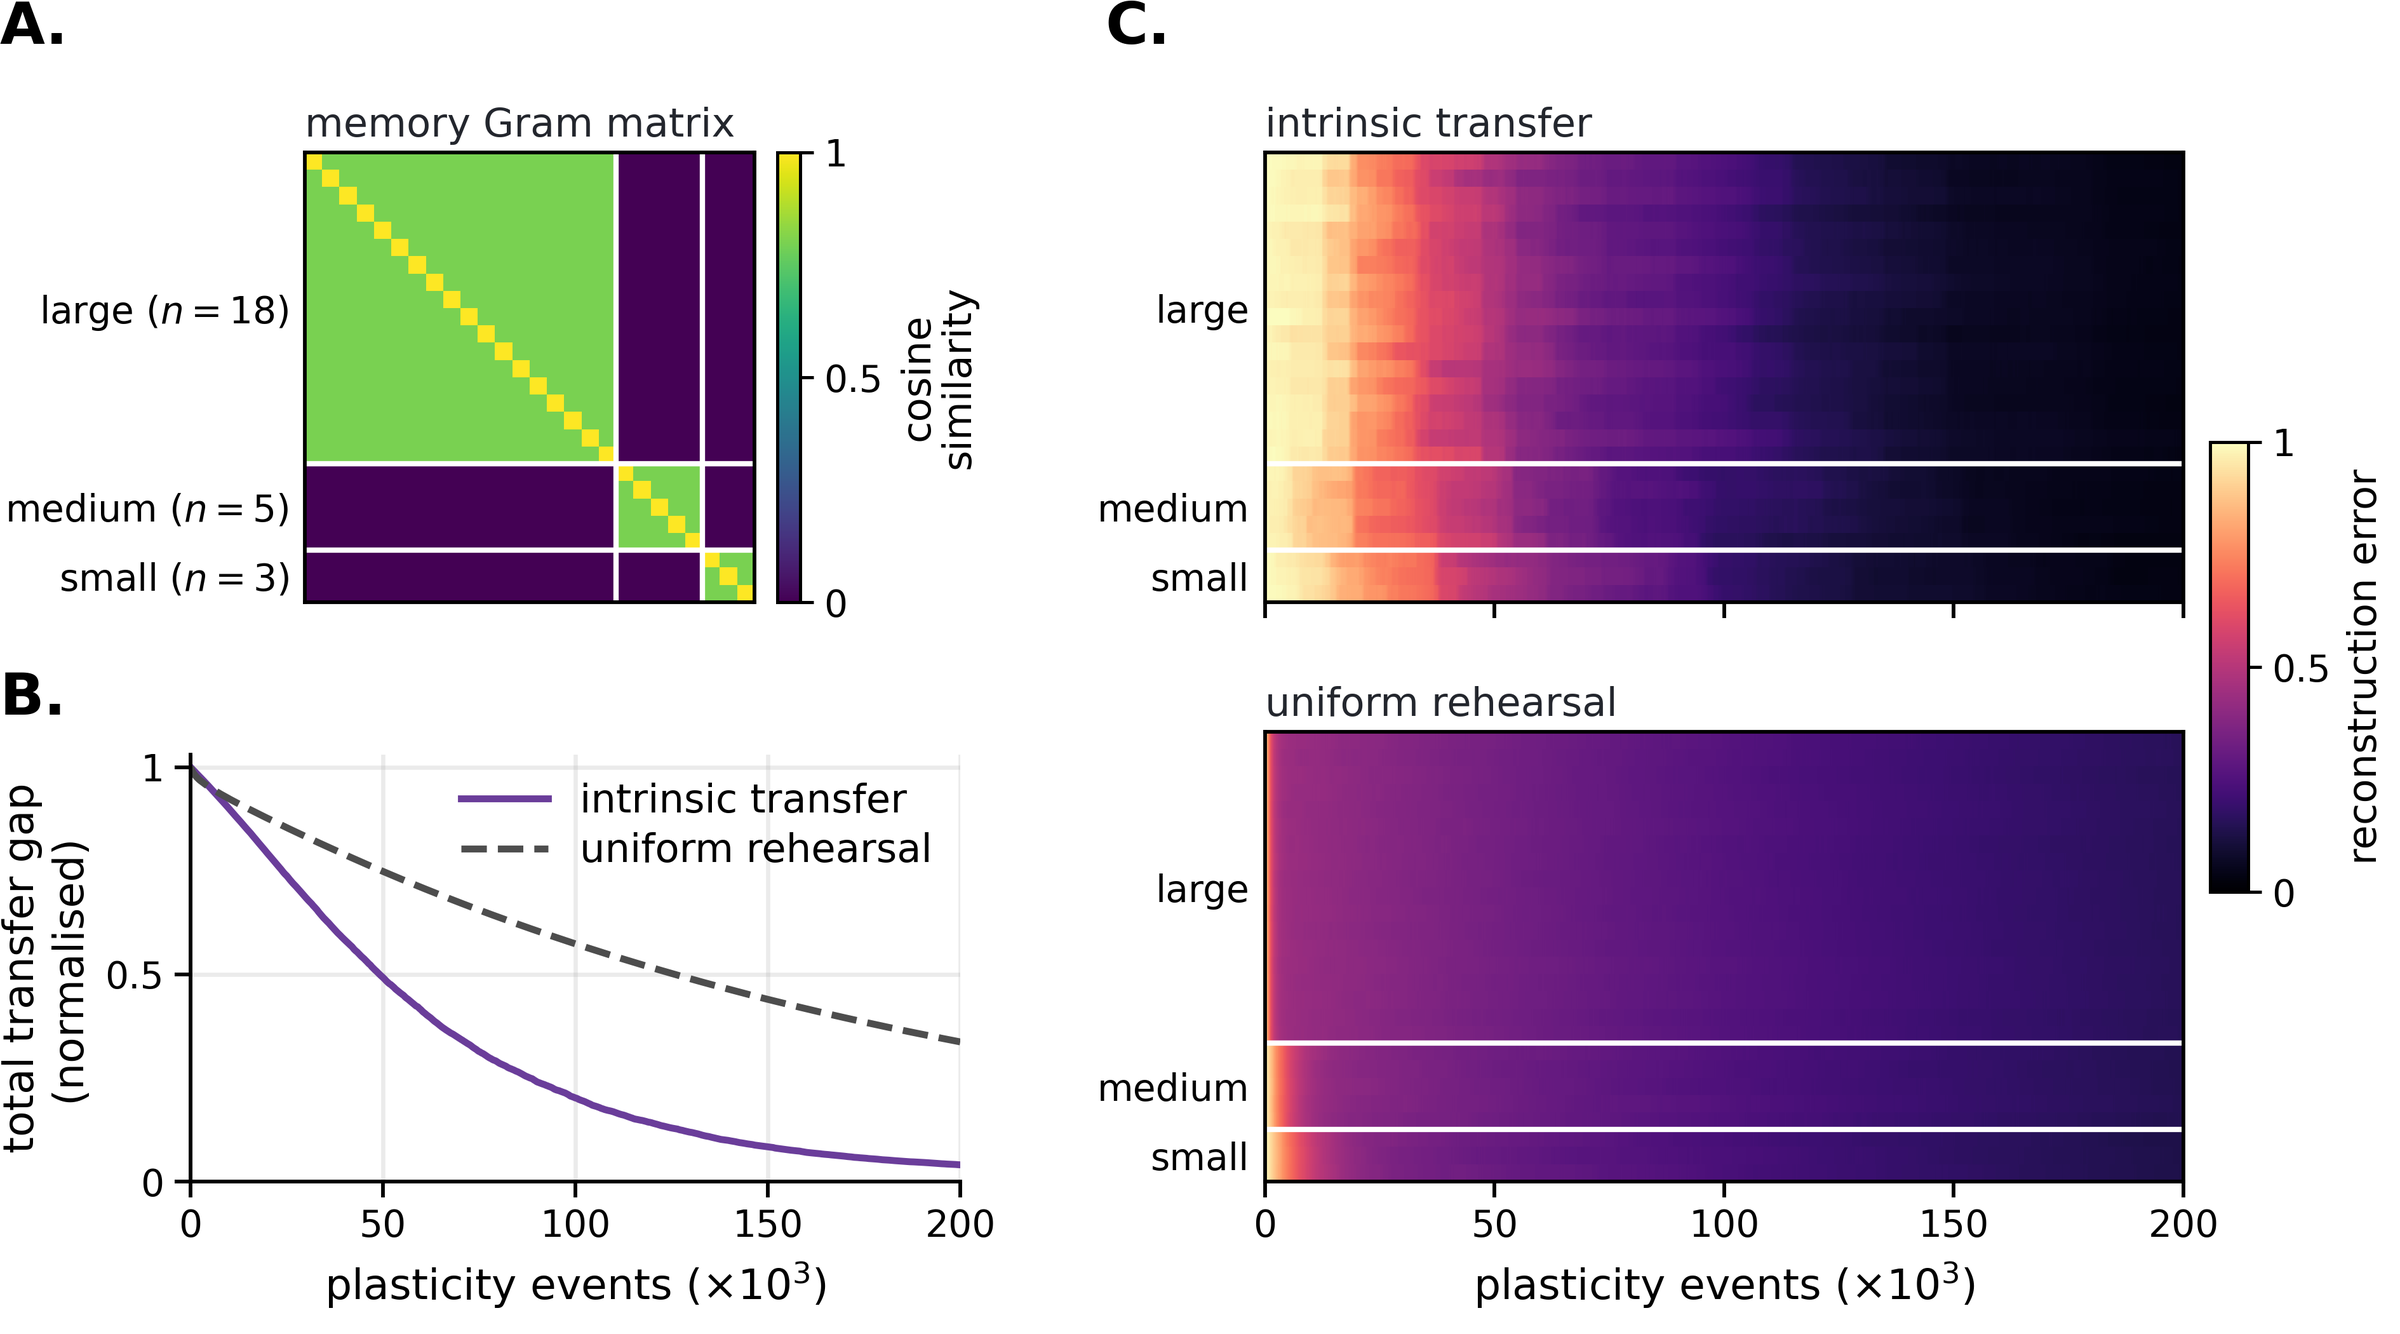 A.
memory Gram matrix
large (n = 18)
medium (n = 5)
small (n = 3)
1
0.5
0
cosine
similarity
B.
total transfer gap
(normalised)
1
0.5
0
intrinsic transfer
uniform rehearsal
0 50 100 150 200
plasticity events (×10³)
C.
intrinsic transfer
large
medium
small
uniform rehearsal
large
medium
small
0 50 100 150 200
plasticity events (×10³)
1
0.5
0
reconstruction error